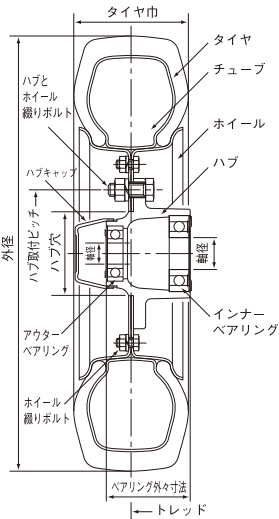 タイヤ巾
タイヤ
チューブ
ハブと
ホイール
綴りボルト
ホイール
ハブ
ハブキャップ
外径
ハブ取付ピッチ
ハブ穴
軸径
軸径
アウター
ベアリング
インナー
ベアリング
ホイール
綴りボルト
ベアリング外々寸法
トレッド